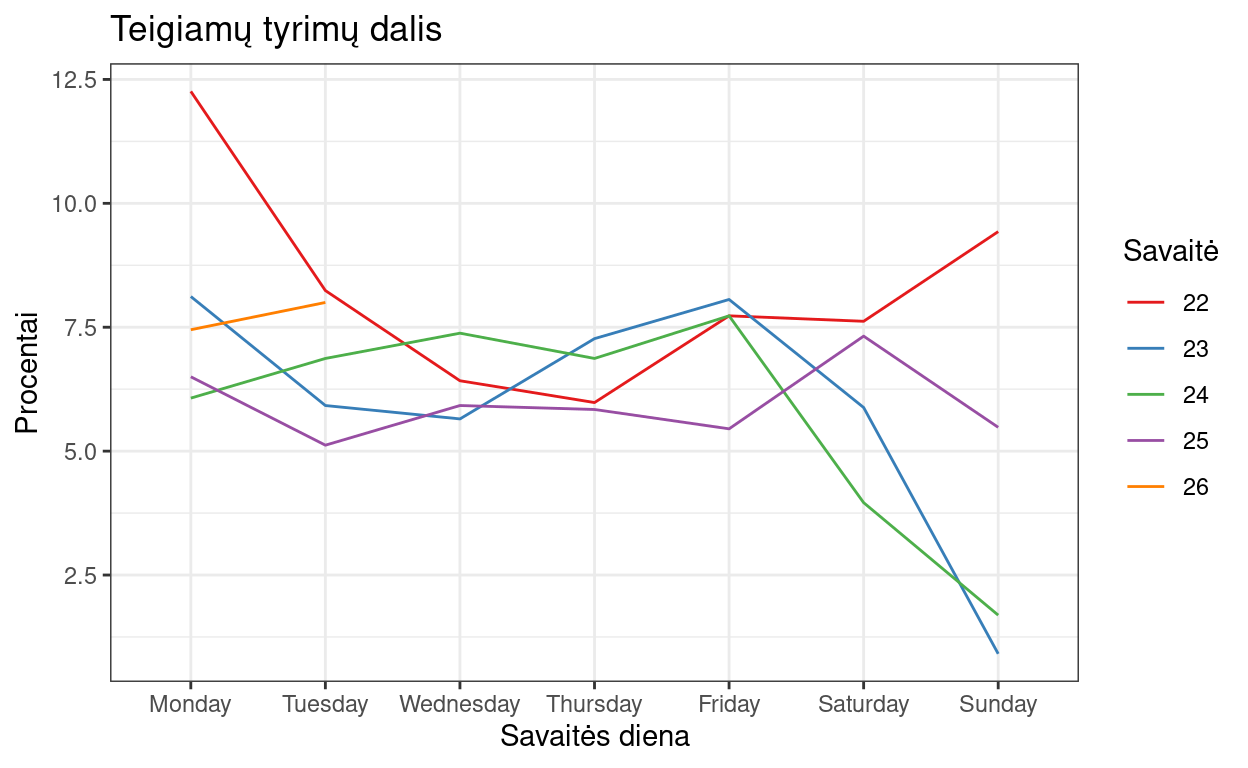 Teigiamų tyrimų dalis
12.5
10.0
7.5
5.0
2.5
Procentai
Monday Tuesday Wednesday Thursday Friday Saturday Sunday
Savaitės diena
Savaitė
22
23
24
25
26